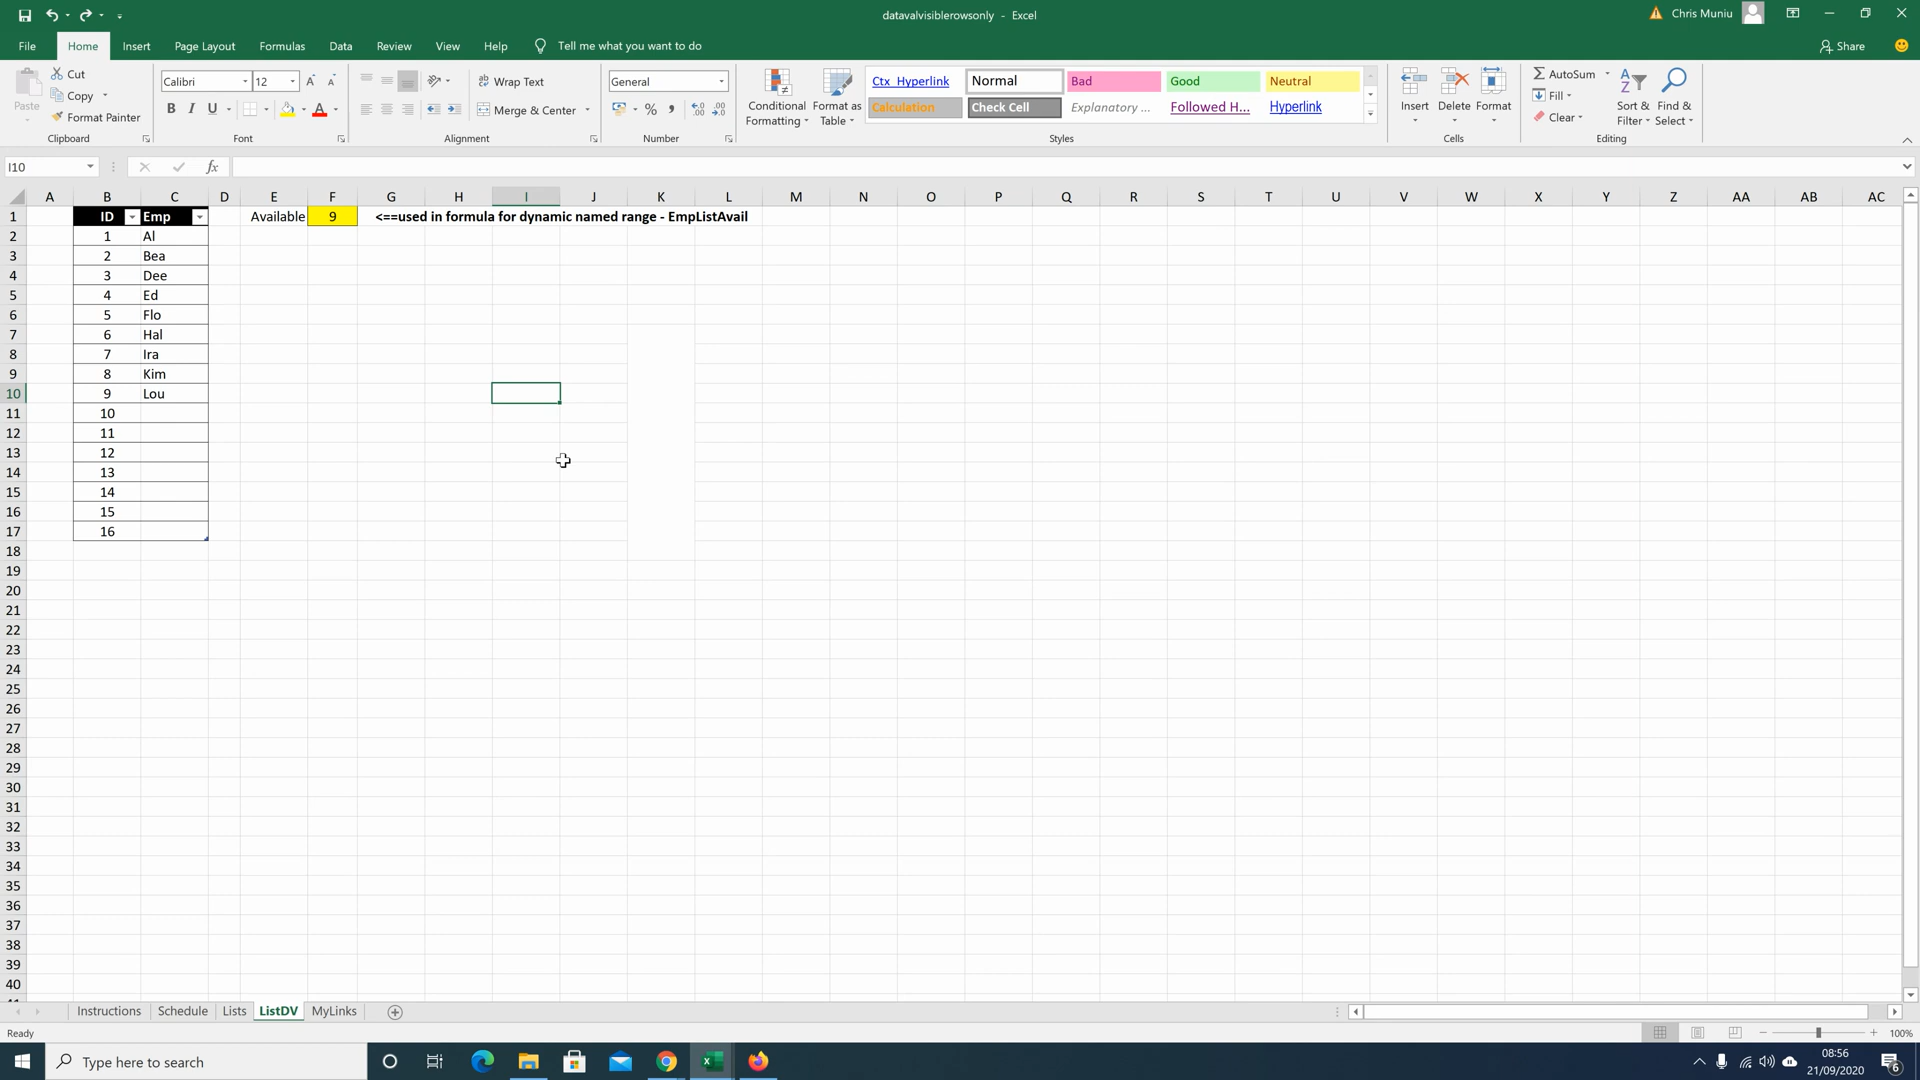 datavalvisiblerowsonly - Excel
Chris Muniu
File Home Insert Page Layout Formulas Data Review View Help Tell me what you want to do Share
Paste Cut Copy Format Painter Clipboard
Calibri 12 B I U A Font
Wrap Text Merge & Center Alignment
General % Number
Conditional Formatting Format as Table
Ctx_Hyperlink Normal Bad Good Neutral
Calculation Check Cell Explanatory ... Followed H... Hyperlink
Styles
Insert Delete Format Cells
AutoSum Fill Clear Sort & Filter Find & Select Editing
I10 fx
A B C D E F G H I J K L M N O P Q R S T U V W X Y Z AA AB AC
1 ID Emp Available 9 <==used in formula for dynamic named range - EmpListAvail
2 1 Al
3 2 Bea
4 3 Dee
5 4 Ed
6 5 Flo
7 6 Hal
8 7 Ira
9 8 Kim
10 9 Lou
11 10
12 11
13 12
14 13
15 14
16 15
17 16
18
19
20
21
22
23
24
25
26
27
28
29
30
31
32
33
34
35
36
37
38
39
40
Instructions Schedule Lists ListDV MyLinks
Ready 100%
Type here to search 08:56
21/09/2020 6